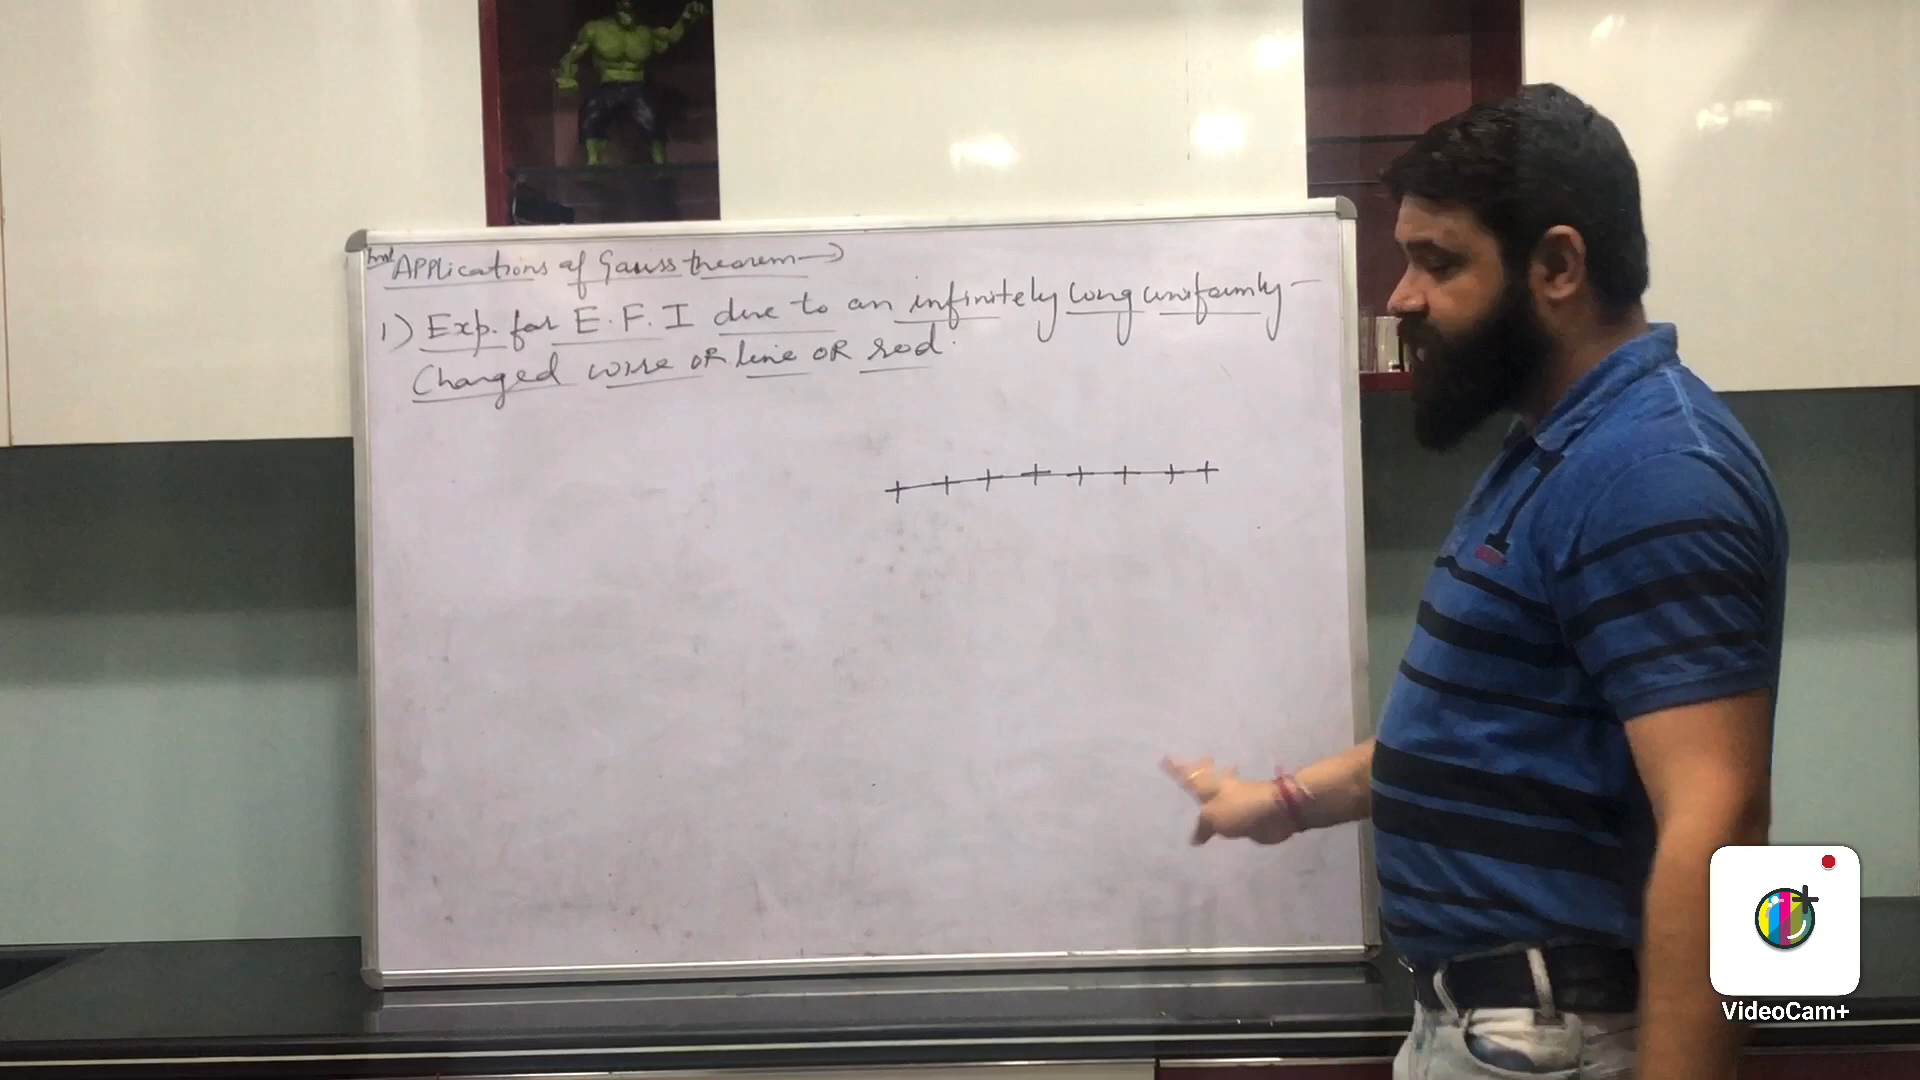 Imp APPlications of Gauss theorem →
1) Exp. for E.F.I due to an infinitely long uniformly-
Charged wire OR line OR rod.
VideoCam+